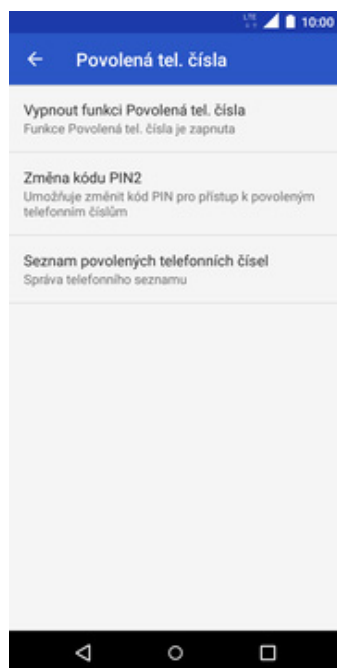 LTE 10:00
Povolená tel. čísla
Vypnout funkci Povolená tel. čísla
Funkce Povolená tel. čísla je zapnuta
Změna kódu PIN2
Umožňuje změnit kód PIN pro přístup k povoleným
telefonním číslům
Seznam povolených telefonních čísel
Správa telefonního seznamu